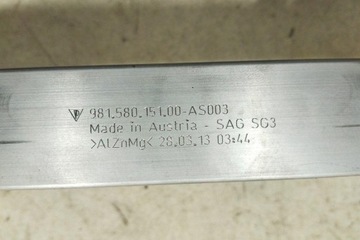 981.580.151.00-AS003
Made in Austria - SAG SG3
>AlZnMg< 28.03.13 03:44